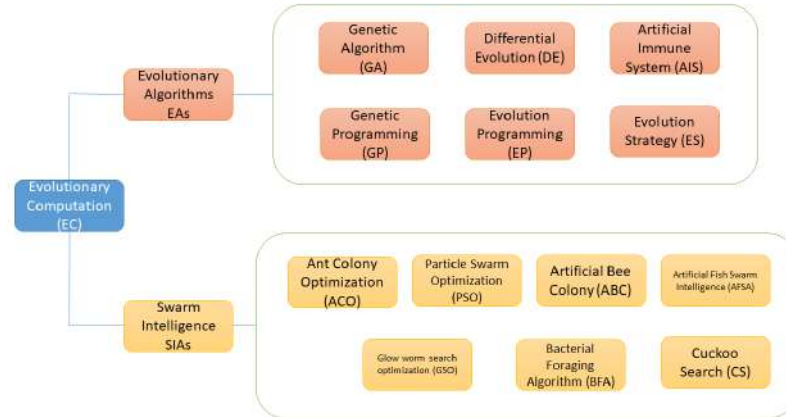 Genetic
Algorithm
(GA)
Differential
Evolution (DE)
Artificial
Immune
System (AIS)
Evolutionary
Algorithms
EAs
Genetic
Programming
(GP)
Evolution
Programming
(EP)
Evolution
Strategy (ES)
Evolutionary
Computation
(EC)
Ant Colony
Optimization
(ACO)
Particle Swarm
Optimization
(PSO)
Artificial Bee
Colony (ABC)
Artificial Fish Swarm
Intelligence (AFSA)
Swarm
Intelligence
SIAs
Glow worm search
optimization (GSO)
Bacterial
Foraging
Algorithm (BFA)
Cuckoo
Search (CS)